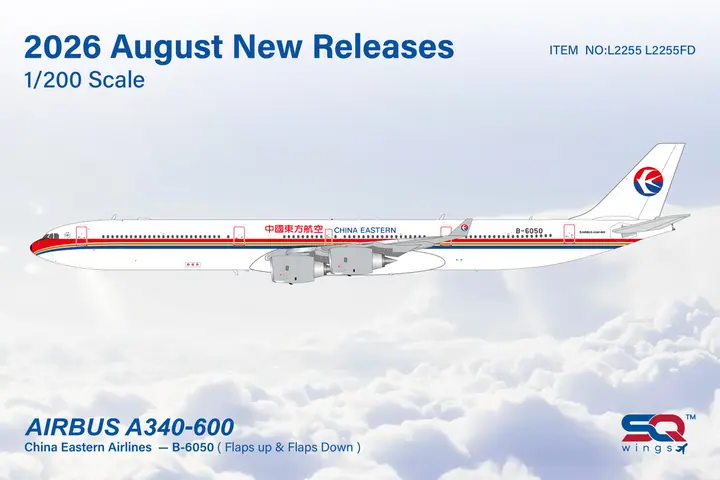 2026 August New Releases
ITEM NO:L2255 L2255FD
1/200 Scale
中國東方航空 CHINA EASTERN
B-6050
AIRBUS A340-600
China Eastern Airlines — B-6050 ( Flaps up & Flaps Down )
SQ™
wings